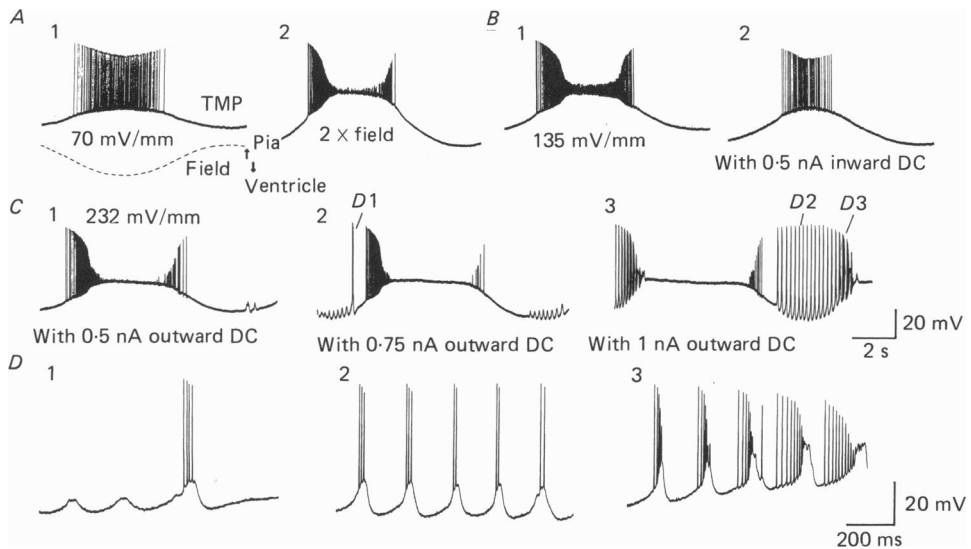 A
1
2
B
1
2
TMP
70 mV/mm
Pia
2 × field
135 mV/mm
Field
Ventricle
With 0·5 nA inward DC
C
1
232 mV/mm
2
D1
3
D2
D3
With 0·5 nA outward DC
With 0·75 nA outward DC
With 1 nA outward DC
20 mV
2 s
D
1
2
3
20 mV
200 ms